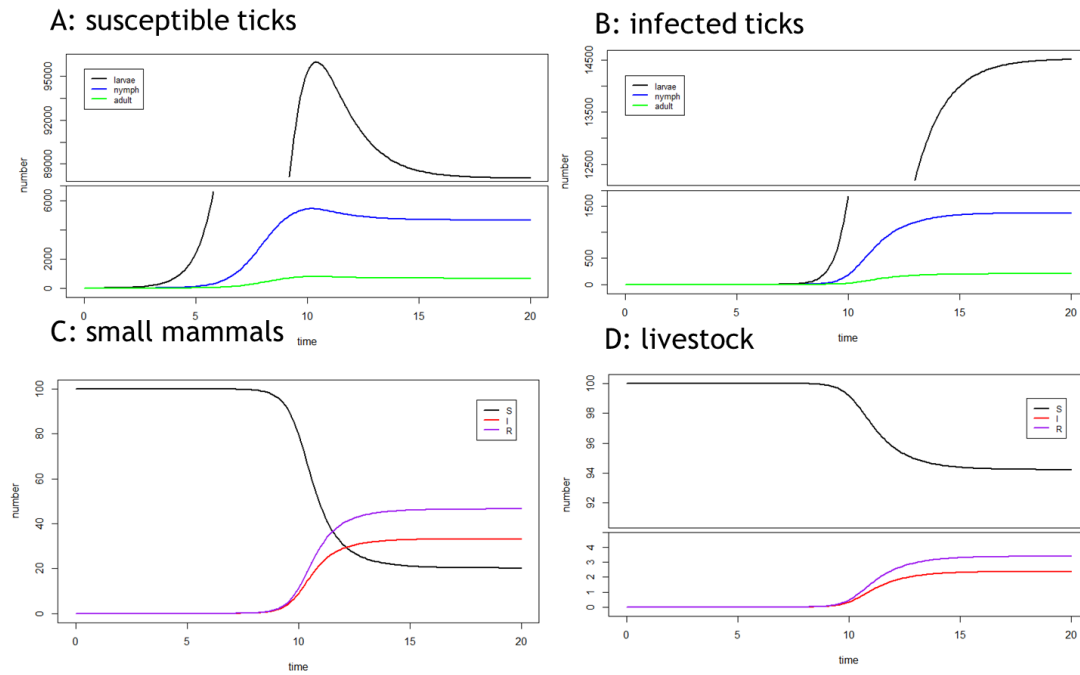 A: susceptible ticks
larvae
nymph
adult
number
95000
92000
89000
6000
2000
0
0 5 10 15 20
time
B: infected ticks
larvae
nymph
adult
number
14500
13500
12500
1500
500
0
0 5 10 15 20
time
C: small mammals
S
I
R
number
100
80
60
40
20
0
0 5 10 15 20
time
D: livestock
S
I
R
number
100
98
96
94
92
4
3
2
1
0
0 5 10 15 20
time